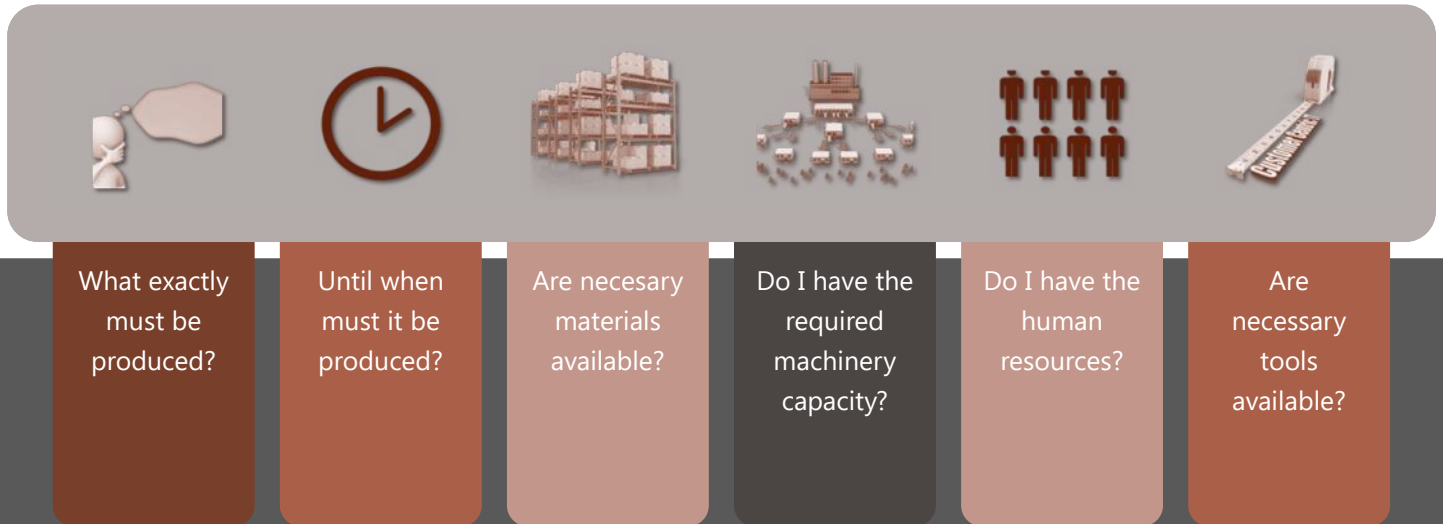 What exactly
must be
produced?
Until when
must it be
produced?
Are necesary
materials
available?
Do I have the
required
machinery
capacity?
Do I have the
human
resources?
Are
necessary
tools
available?